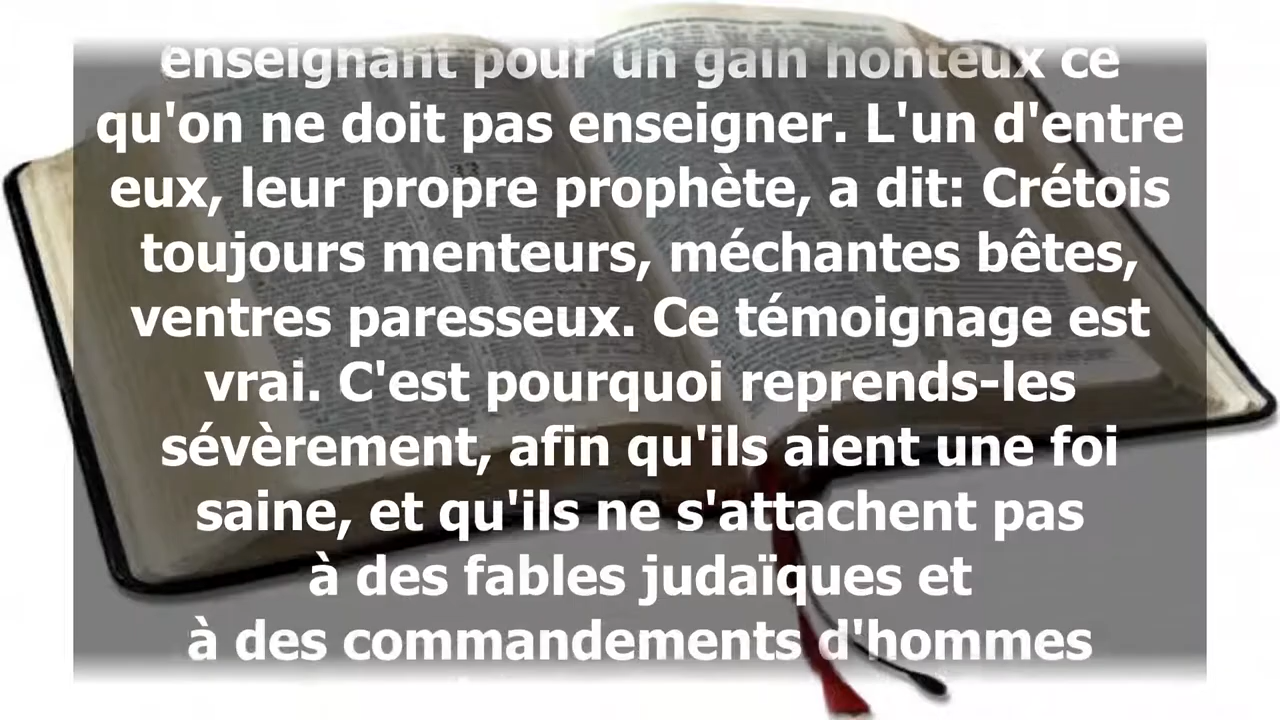 enseignant pour un gain honteux ce
qu'on ne doit pas enseigner. L'un d'entre
eux, leur propre prophète, a dit: Crétois
toujours menteurs, méchantes bêtes,
ventres paresseux. Ce témoignage est
vrai. C'est pourquoi reprends-les
sévèrement, afin qu'ils aient une foi
saine, et qu'ils ne s'attachent pas
à des fables judaïques et
à des commandements d'hommes